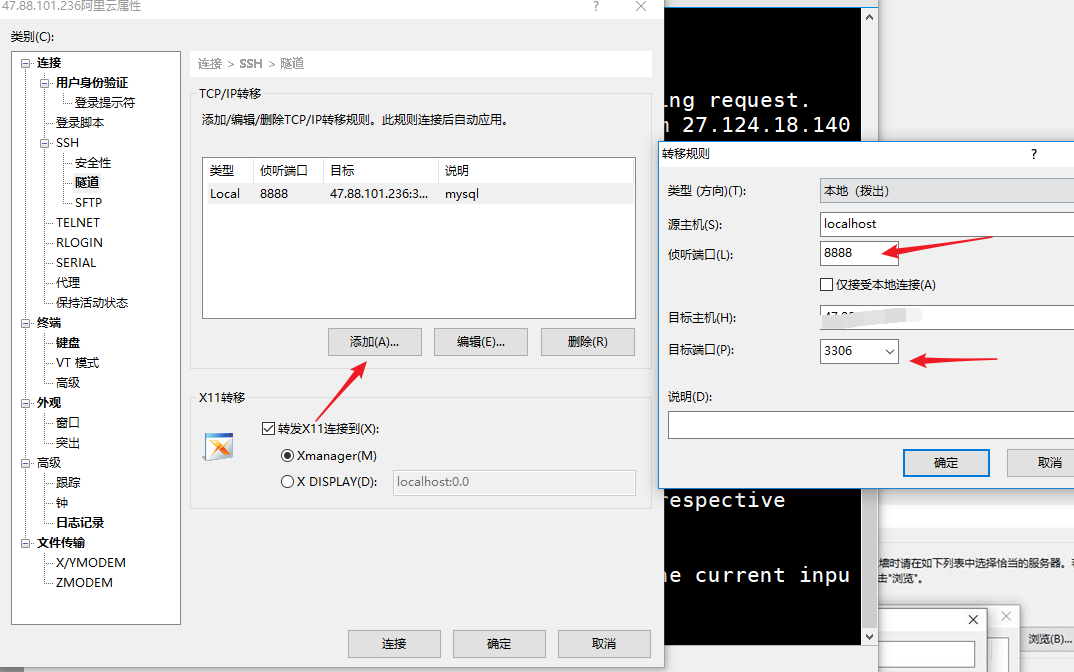 47.88.101.236阿里云属性
?
类别(C):
连接
用户身份验证
登录提示符
登录脚本
SSH
安全性
隧道
SFTP
TELNET
RLOGIN
SERIAL
代理
保持活动状态
终端
键盘
VT 模式
高级
外观
窗口
突出
高级
跟踪
钟
日志记录
文件传输
X/YMODEM
ZMODEM
连接 > SSH > 隧道
TCP/IP转移
添加/编辑/删除TCP/IP转移规则。此规则连接后自动应用。
类型 侦听端口 目标 说明
Local 8888 47.88.101.236:3... mysql
添加(A)... 编辑(E)... 删除(R)
X11转移
转发X11连接到(X):
Xmanager(M)
X DISPLAY(D): localhost:0.0
连接 确定 取消
ing request.
27.124.18.140
转移规则 ?
类型 (方向)(T): 本地（拨出）
源主机(S): localhost
侦听端口(L): 8888
仅接受本地连接(A)
目标主机(H):
目标端口(P): 3306
说明(D):
确定 取消
respective
he current inpu
墙时请在如下列表中选择恰当的服务器。
击"浏览"。
浏览(B)...